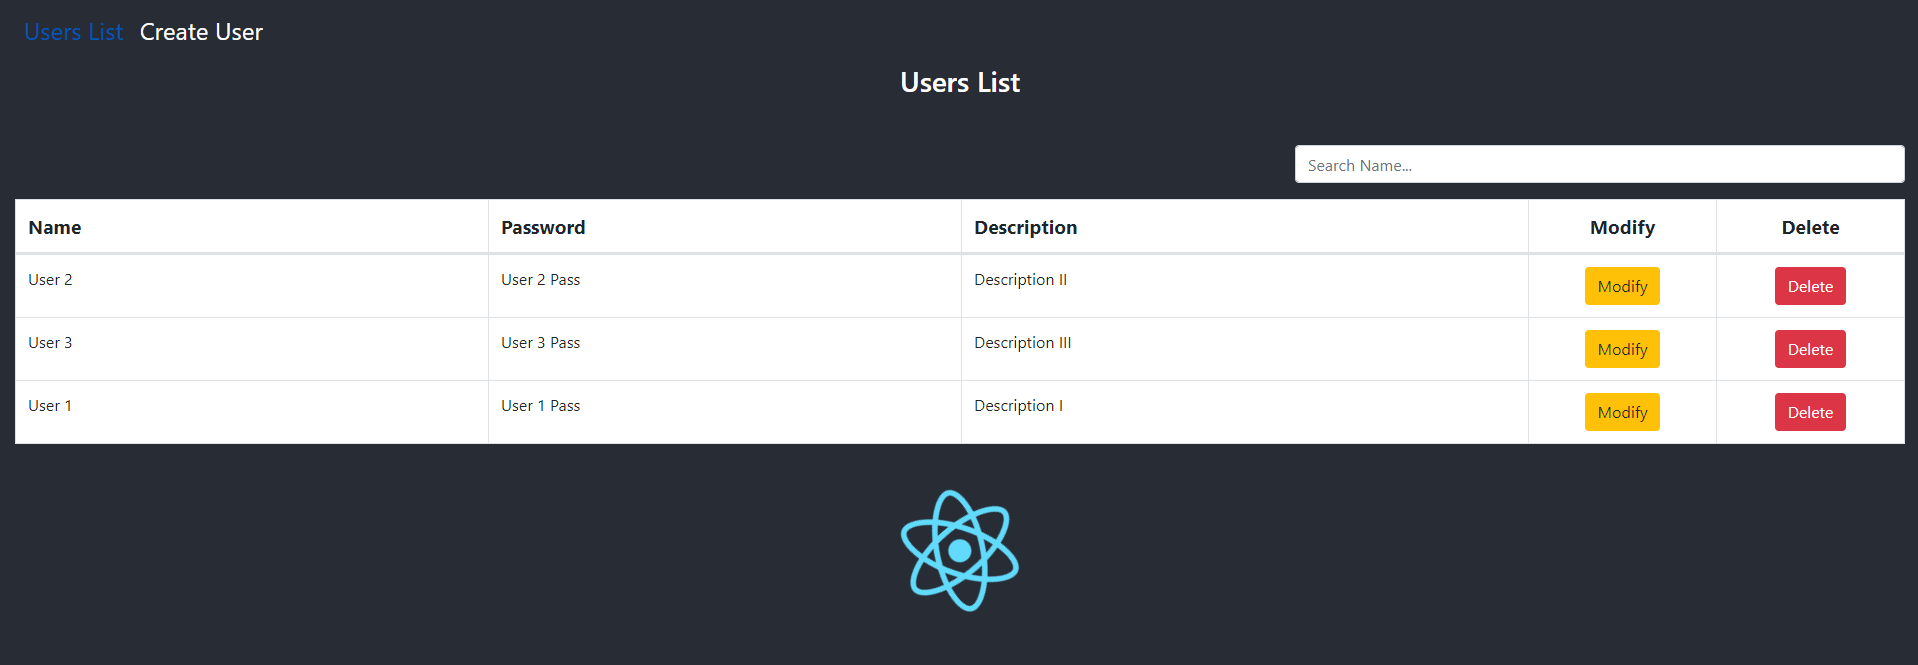 Users List Create User
Users List
Search Name...
Name Password Description Modify Delete
User 2 User 2 Pass Description II Modify Delete
User 3 User 3 Pass Description III Modify Delete
User 1 User 1 Pass Description I Modify Delete